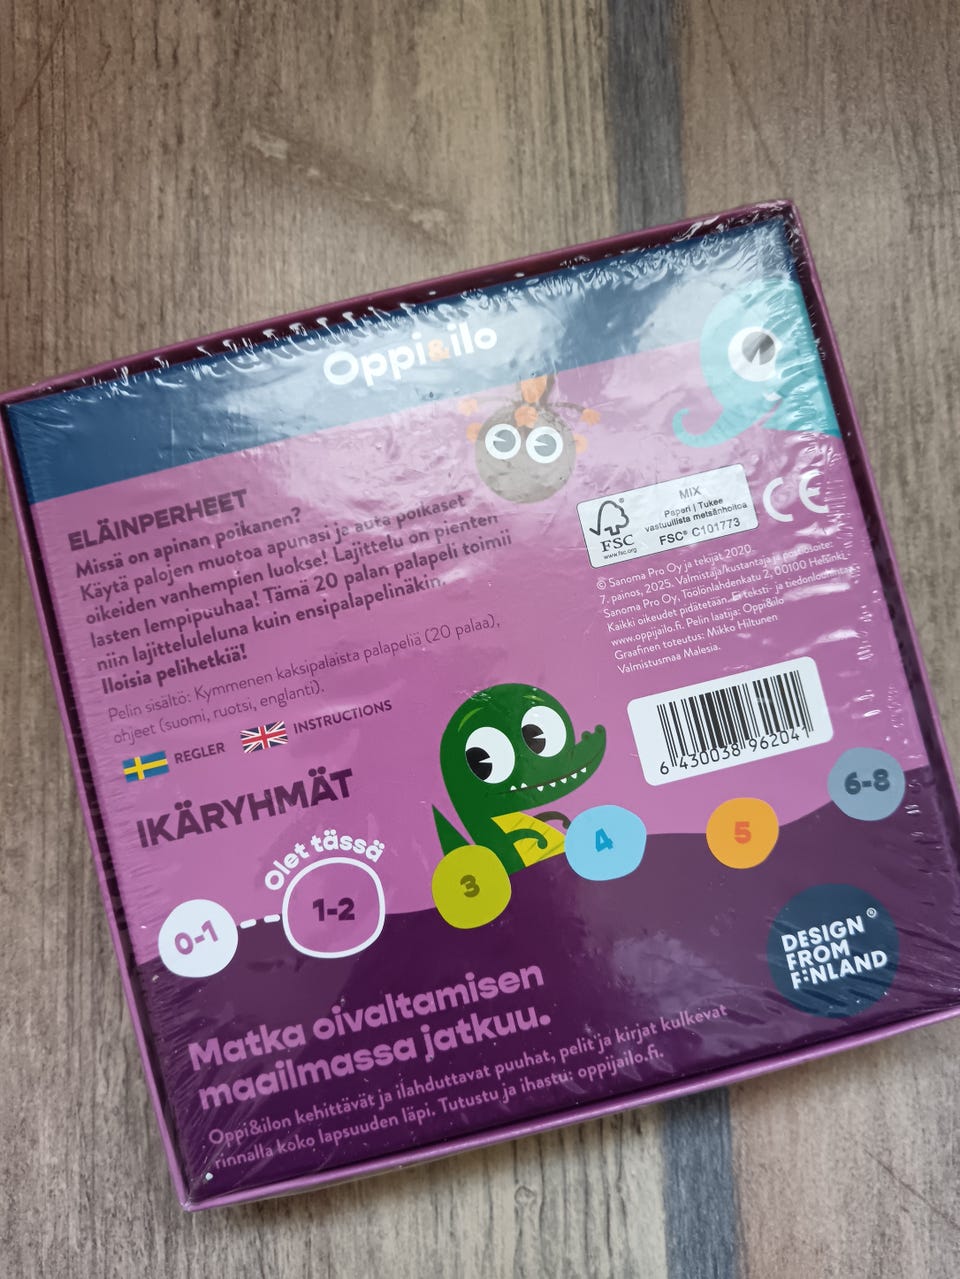 Oppi&ilo
ELÄINPERHEET
Missä on apinan poikanen?
Käytä palojen muotoa apunasi ja auta poikaset
oikeiden vanhempien luokse! Lajittelu on pienten
lasten lempipuuhaa! Tämä 20 palan palapeli toimii
niin lajitteluleluna kuin ensipalapelinäkin.
Iloisia pelihetkiä!
Pelin sisältö: Kymmenen kaksipalaista palapeliä (20 palaa),
ohjeet (suomi, ruotsi, englanti).
REGLER
INSTRUCTIONS
FSC
www.fsc.org
MIX
Paperi | Tukee
vastuullista metsänhoitoa
FSC® C101773
CE
© Sanoma Pro Oy ja tekijät 2020
7. painos, 2025. Valmistaja/kustantaja ja postiosoite:
Sanoma Pro Oy, Töölönlahdenkatu 2, 00100 Helsinki.
Kaikki oikeudet pidätetään. Ei teksti- ja tiedonlouhintaa.
www.oppijailo.fi. Pelin laatija: Oppi&ilo
Graafinen toteutus: Mikko Hiltunen
Valmistusmaa Malesia.
6 430038 962041
IKÄRYHMÄT
Olet tässä
0-1
1-2
3
4
5
6-8
DESIGN
FROM
FINLAND
®
Matka oivaltamisen
maailmassa jatkuu.
Oppi&ilon kehittävät ja ilahduttavat puuhat, pelit ja kirjat kulkevat
rinnalla koko lapsuuden läpi. Tutustu ja ihastu: oppijailo.fi.